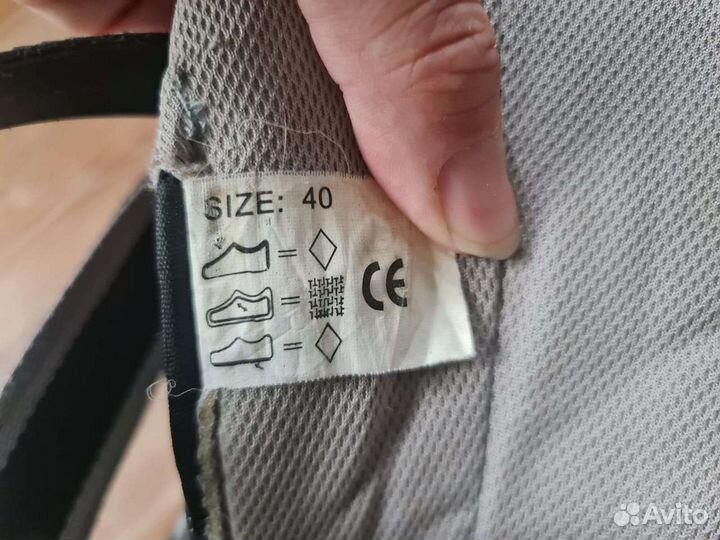 SIZE: 40
=
= CE
=
Avito